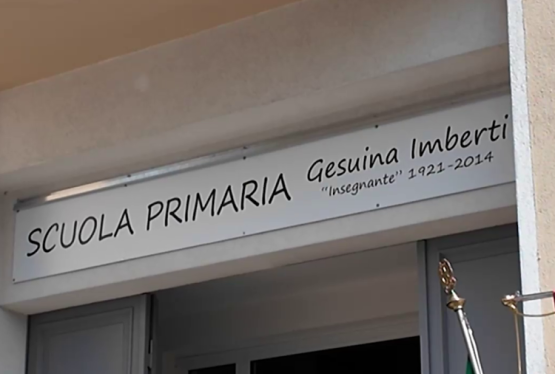 SCUOLA PRIMARIA
Gesuina Imberti
"Insegnante" 1921-2014